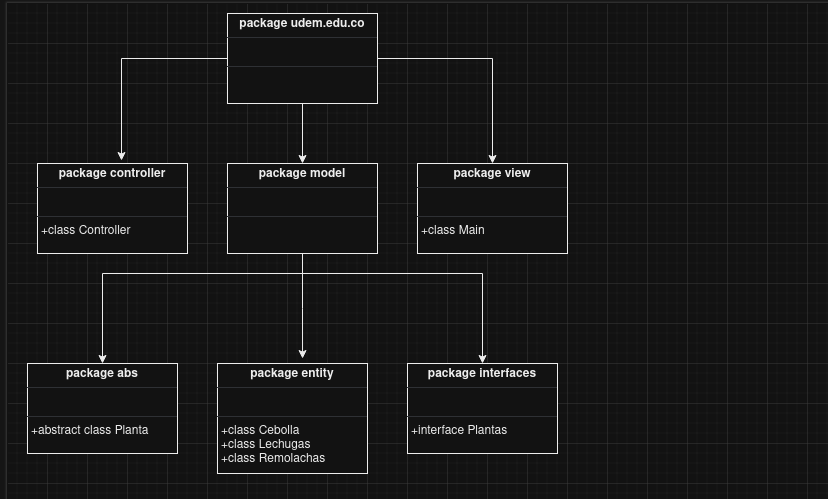 package udem.edu.co
package controller
+class Controller
package model
package view
+class Main
package abs
+abstract class Planta
package entity
+class Cebolla
+class Lechugas
+class Remolachas
package interfaces
+interface Plantas